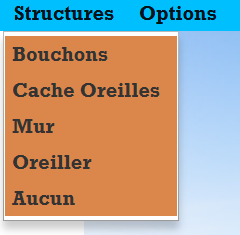 Structures Options
Bouchons
Cache Oreilles
Mur
Oreiller
Aucun